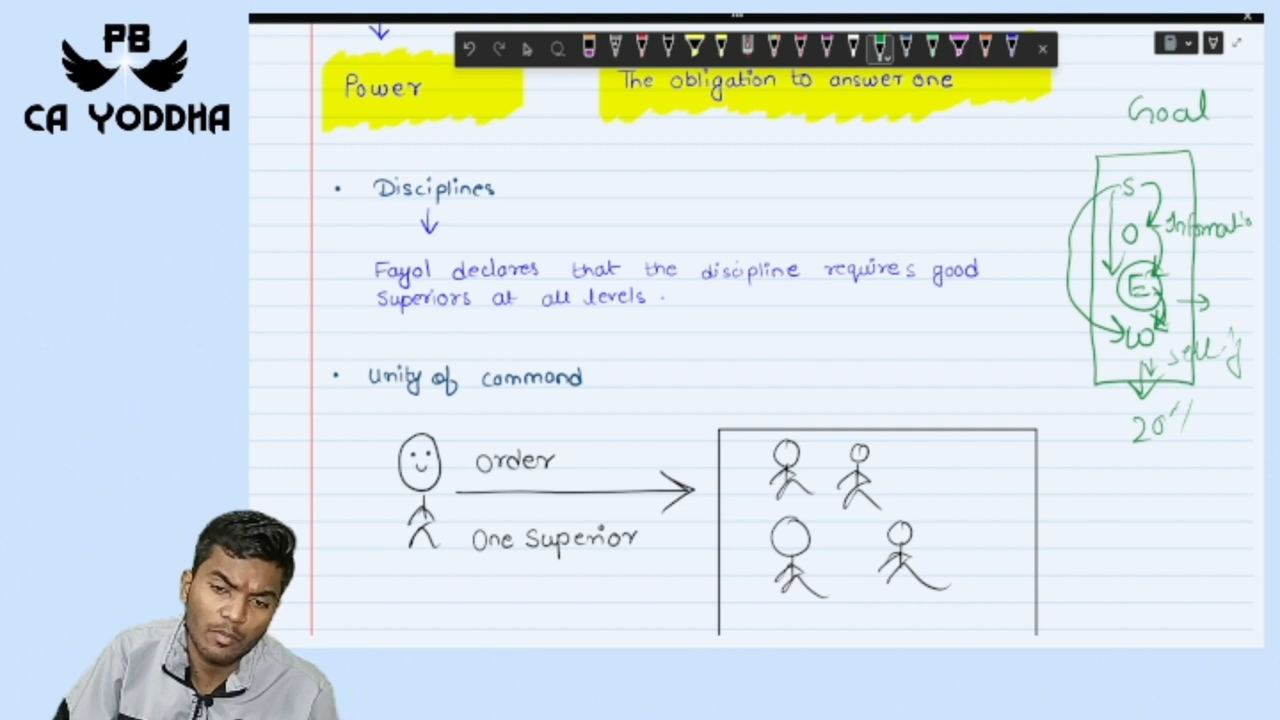 PB
CA YODDHA
Power
The obligation to answer one
Goal
Disciplines
S
O
E
Fayol declares that the discipline requires good
Superiors at all levels.
Unity of command
20%
Order
One Superior